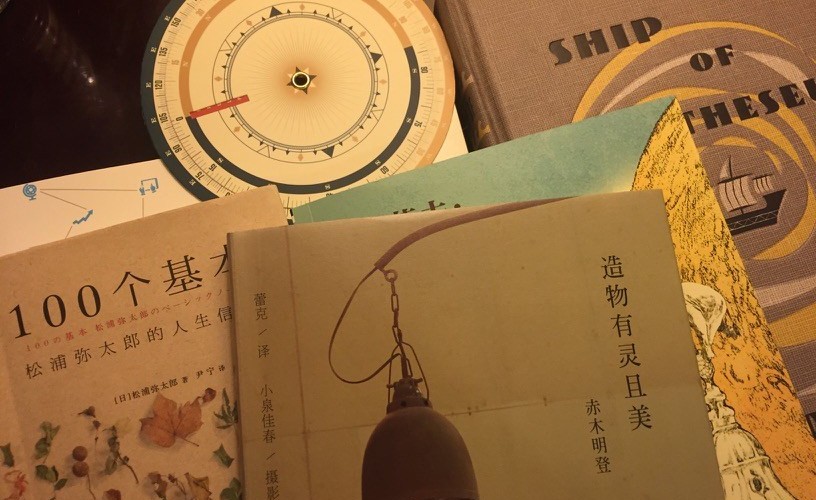 SHIP
OF
THESEU
100个基本
100の基本 松浦弥太郎のベーシックノ
松浦弥太郎的人生信
[日]松浦弥太郎 著 尹宁 译
造物有灵且美
赤木明登
蕾克 / 译
小泉佳春 / 摄影